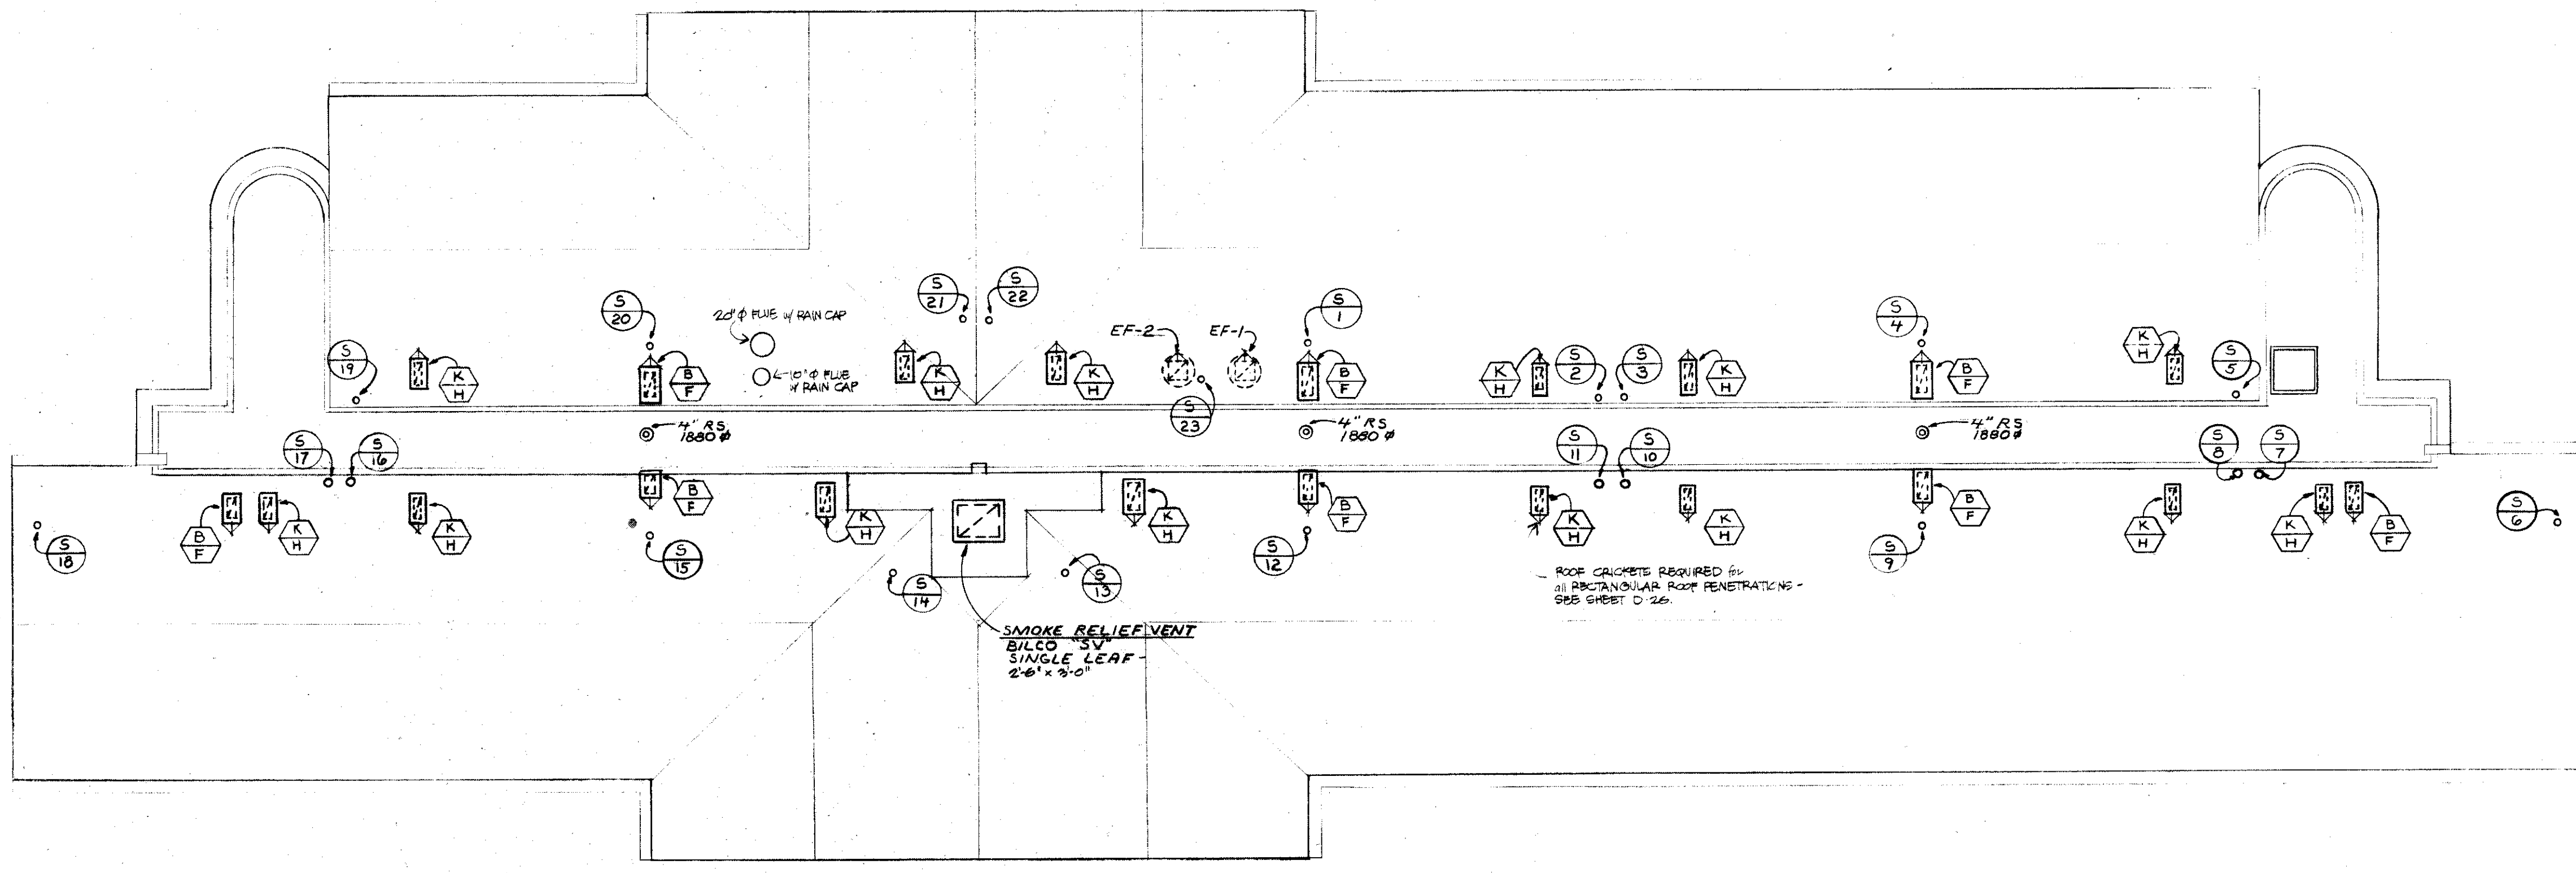 S
21
S
22
S
20
20"ϕ FLUE w/ RAIN CAP
S
1
S
4
EF-2
EF-1
S
19
K
H
B
F
10"ϕ FLUE
w/ RAIN CAP
K
H
K
H
B
F
K
H
S
2
S
3
K
H
B
F
K
H
S
5
S
23
4" RS
1880 ϕ
4" RS
1880 ϕ
4" RS
1880 ϕ
S
17
S
16
S
11
S
10
S
8
S
7
S
18
B
F
K
H
K
H
B
F
S
15
K
H
K
H
B
F
S
12
K
H
K
H
B
F
S
9
K
H
K
H
B
F
S
6
S
14
S
13
ROOF CRICKETS REQUIRED for
all RECTANGULAR ROOF PENETRATIONS -
SEE SHEET D-26.
SMOKE RELIEF VENT
BILCO "SV"
SINGLE LEAF -
2'-6" x 3'-0"